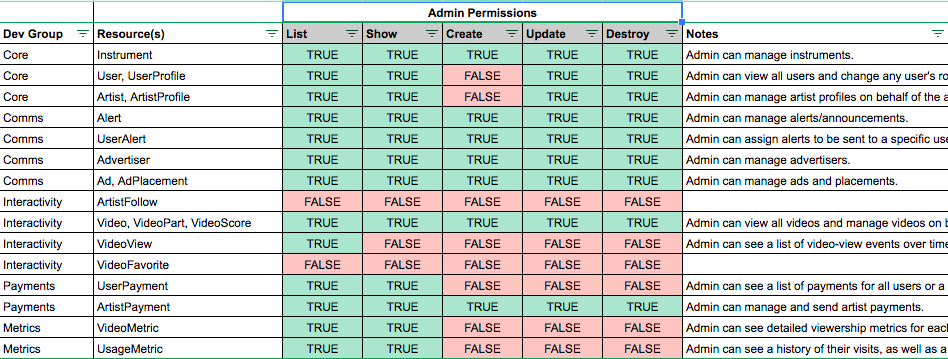 Admin Permissions
Dev Group Resource(s) List Show Create Update Destroy Notes
Core Instrument TRUE TRUE TRUE TRUE TRUE Admin can manage instruments.
Core User, UserProfile TRUE TRUE FALSE TRUE TRUE Admin can view all users and change any user's
Core Artist, ArtistProfile TRUE TRUE FALSE TRUE TRUE Admin can manage artist profiles on behalf of the
Comms Alert TRUE TRUE TRUE TRUE TRUE Admin can manage alerts/announcements.
Comms UserAlert TRUE TRUE TRUE TRUE TRUE Admin can assign alerts to be sent to a specific
Comms Advertiser TRUE TRUE TRUE TRUE TRUE Admin can manage advertisers.
Comms Ad, AdPlacement TRUE TRUE TRUE TRUE TRUE Admin can manage ads and placements.
Interactivity ArtistFollow FALSE FALSE FALSE FALSE FALSE
Interactivity Video, VideoPart, VideoScore TRUE TRUE TRUE TRUE TRUE Admin can view all videos and manage videos on
Interactivity VideoView TRUE FALSE FALSE FALSE FALSE Admin can see a list of video-view events over time
Interactivity VideoFavorite FALSE FALSE FALSE FALSE FALSE
Payments UserPayment TRUE TRUE FALSE FALSE FALSE Admin can see a list of payments for all users or a
Payments ArtistPayment TRUE TRUE TRUE TRUE TRUE Admin can manage and send artist payments.
Metrics VideoMetric TRUE TRUE FALSE FALSE FALSE Admin can see detailed viewership metrics for
Metrics UsageMetric TRUE TRUE FALSE FALSE FALSE Admin can see a history of their visits, as well as a